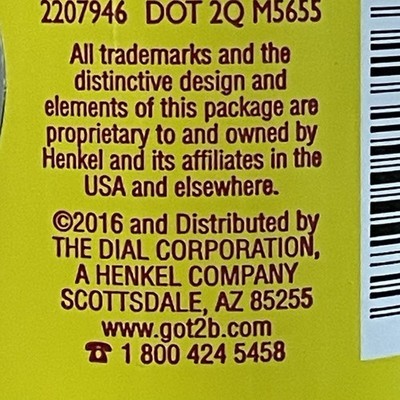 2207946 DOT 2Q M5655
All trademarks and the
distinctive design and
elements of this package are
proprietary to and owned by
Henkel and its affiliates in the
USA and elsewhere.
©2016 and Distributed by
THE DIAL CORPORATION,
A HENKEL COMPANY
SCOTTSDALE, AZ 85255
www.got2b.com
☎ 1 800 424 5458